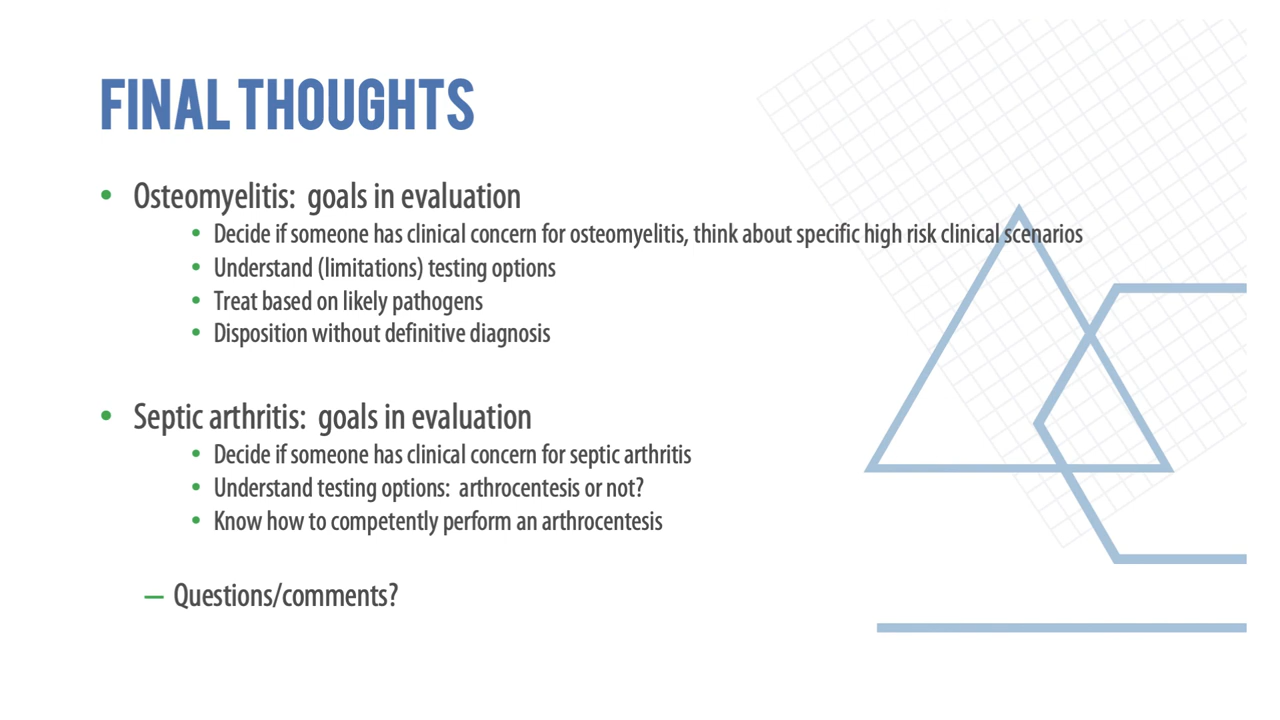 FINAL THOUGHTS
• Osteomyelitis: goals in evaluation
• Decide if someone has clinical concern for osteomyelitis, think about specific high risk clinical scenarios
• Understand (limitations) testing options
• Treat based on likely pathogens
• Disposition without definitive diagnosis
• Septic arthritis: goals in evaluation
• Decide if someone has clinical concern for septic arthritis
• Understand testing options: arthrocentesis or not?
• Know how to competently perform an arthrocentesis
– Questions/comments?